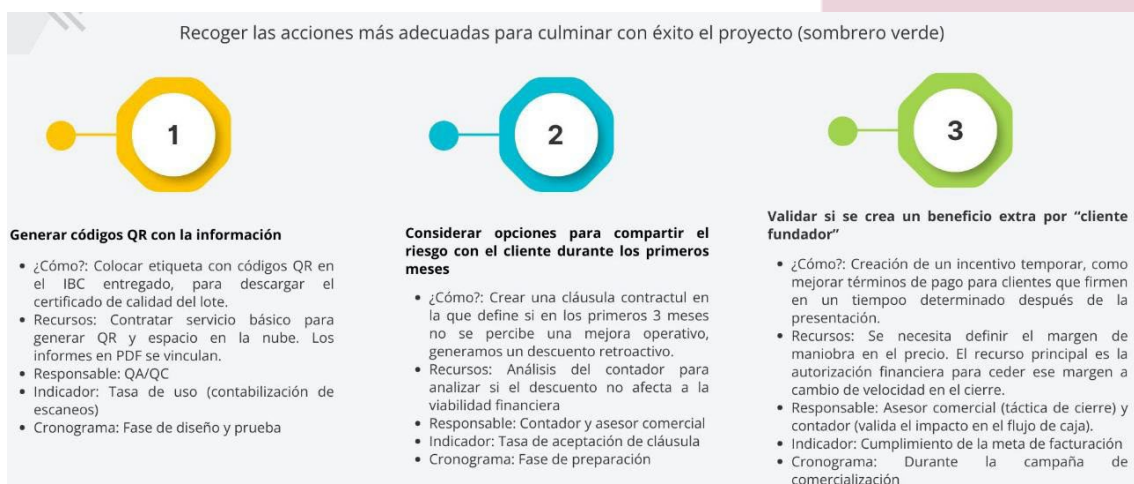 Recoger las acciones más adecuadas para culminar con éxito el proyecto (sombrero verde)
1
Generar códigos QR con la información
• ¿Cómo?: Colocar etiqueta con códigos QR en
el IBC entregado, para descargar el
certificado de calidad del lote.
• Recursos: Contratar servicio básico para
generar QR y espacio en la nube. Los
informes en PDF se vinculan.
• Responsable: QA/QC
• Indicador: Tasa de uso (contabilización de
escaneos)
• Cronograma: Fase de diseño y prueba
2
Considerar opciones para compartir el
riesgo con el cliente durante los primeros
meses
• ¿Cómo?: Crear una cláusula contractul en
la que define si en los primeros 3 meses
no se percibe una mejora operativo,
generamos un descuento retroactivo.
• Recursos: Análisis del contador para
analizar si el descuento no afecta a la
viabilidad financiera
• Responsable: Contador y asesor comercial
• Indicador: Tasa de aceptación de cláusula
• Cronograma: Fase de preparación
3
Validar si se crea un beneficio extra por “cliente
fundador”
• ¿Cómo?: Creación de un incentivo temporar, como
mejorar términos de pago para clientes que firmen
en un tiempoo determinado después de la
presentación.
• Recursos: Se necesita definir el margen de
maniobra en el precio. El recurso principal es la
autorización financiera para ceder ese margen a
cambio de velocidad en el cierre.
• Responsable: Asesor comercial (táctica de cierre) y
contador (valida el impacto en el flujo de caja).
• Indicador: Cumplimiento de la meta de facturación
• Cronograma: Durante la campaña de
comercialización